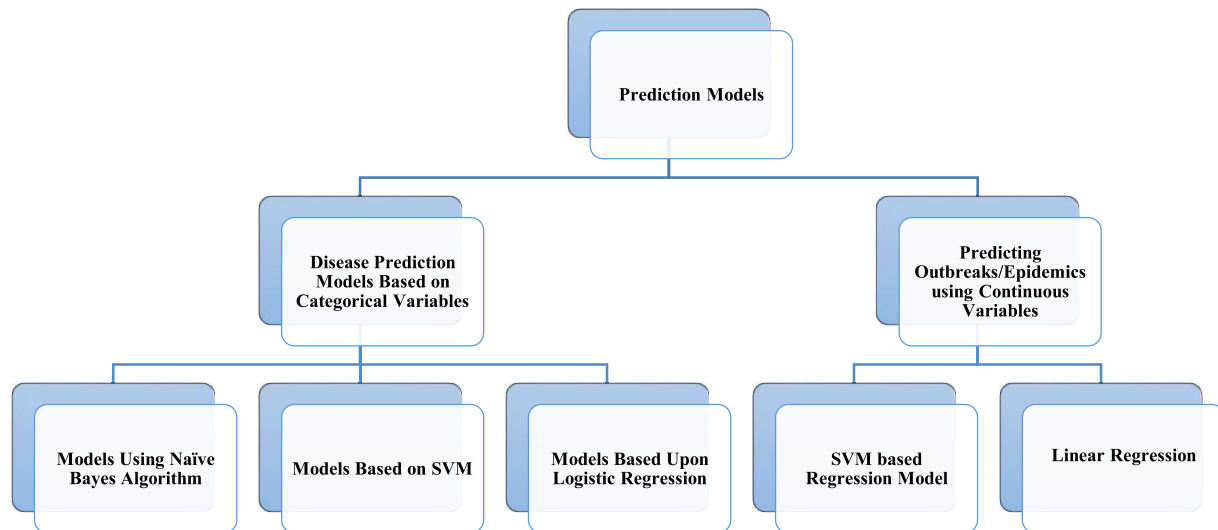 Prediction Models
Disease Prediction
Models Based on
Categorical Variables
Predicting
Outbreaks/Epidemics
using Continuous
Variables
Models Using Naïve
Bayes Algorithm
Models Based on SVM
Models Based Upon
Logistic Regression
SVM based
Regression Model
Linear Regression